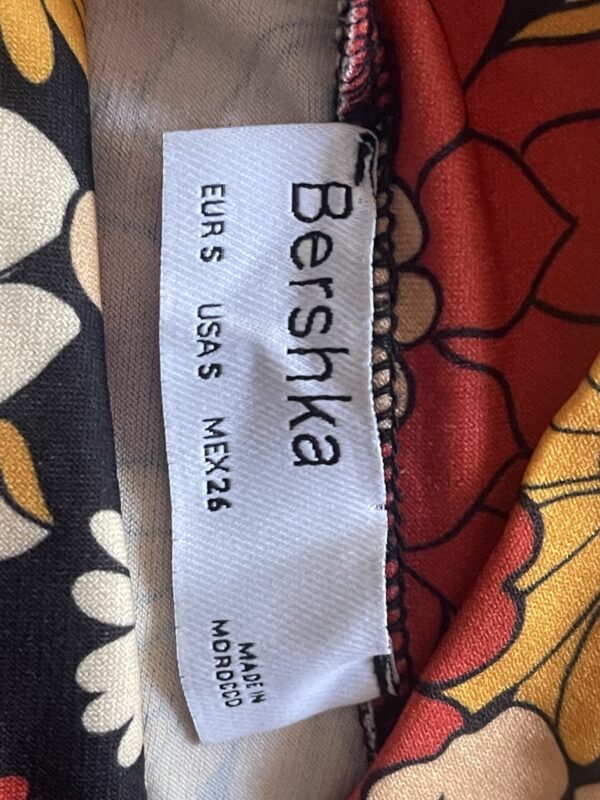 Bershka
EUR S USA S MEX 26
MADE IN
MOROCCO